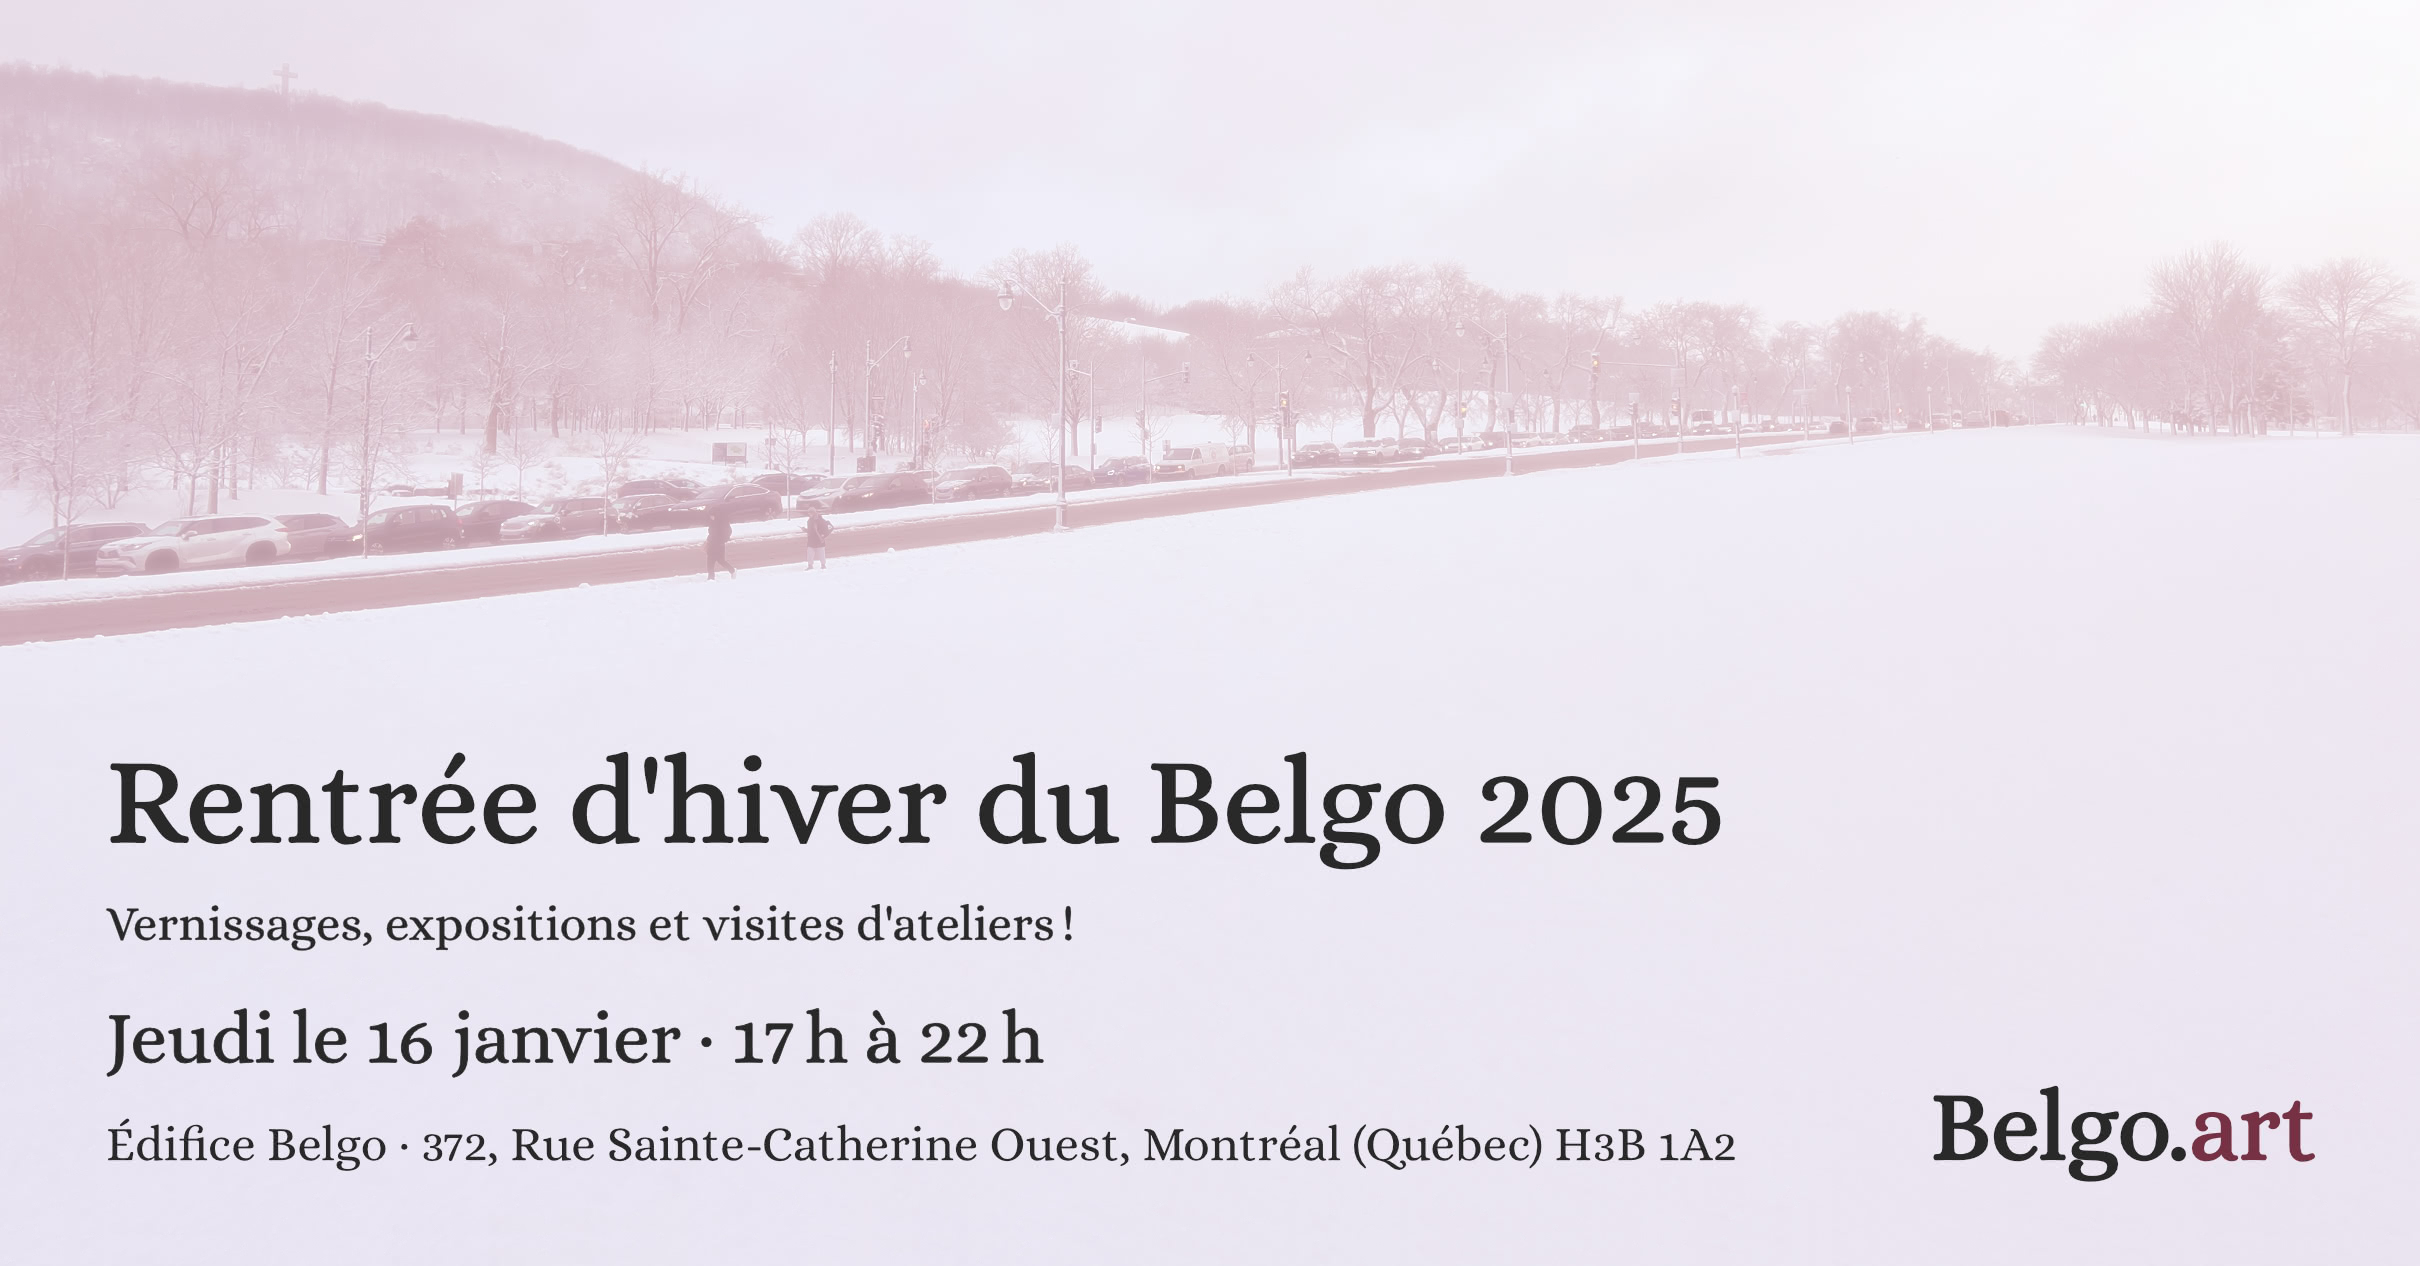 Rentrée d'hiver du Belgo 2025
Vernissages, expositions et visites d'ateliers !
Jeudi le 16 janvier · 17 h à 22 h
Édifice Belgo · 372, Rue Sainte-Catherine Ouest, Montréal (Québec) H3B 1A2
Belgo.art